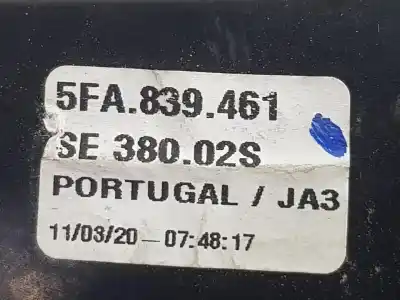 5FA.839.461
SE 380.02S
PORTUGAL / JA3
11/03/20-07:48:17